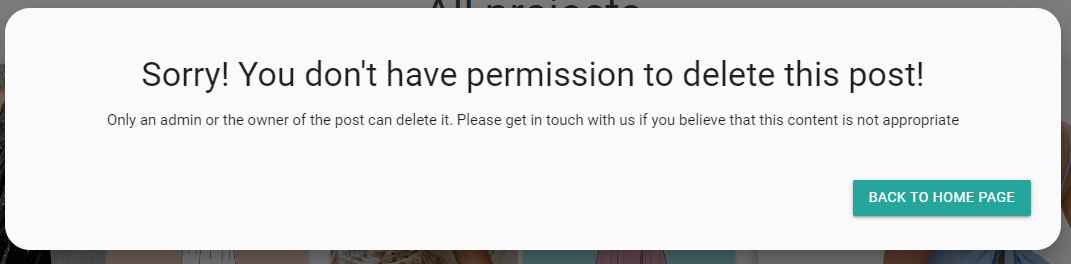 All projects
Sorry! You don't have permission to delete this post!
Only an admin or the owner of the post can delete it. Please get in touch with us if you believe that this content is not appropriate
BACK TO HOME PAGE